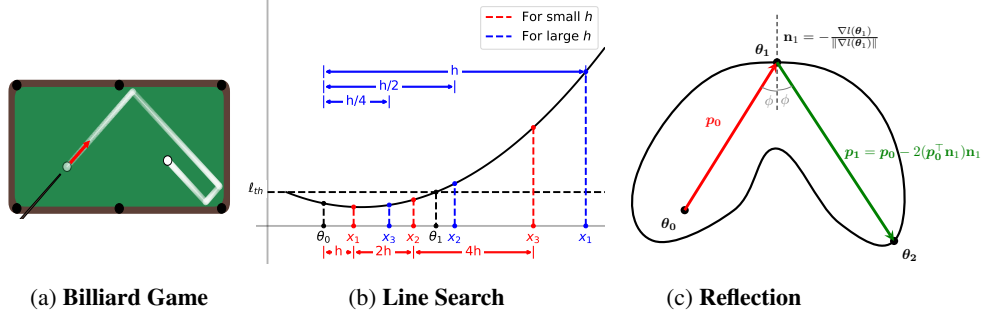 For small h
For large h
h
h/2
h/4
ℓ_th
θ_0 x_1 x_3 x_2 θ_1 x_2 x_3 x_1
h 2h 4h
θ_1
n_1 = − ∇l(θ_1) / ‖∇l(θ_1)‖
ϕ ϕ
p_0
p_1 = p_0 − 2(p_0^⊤ n_1)n_1
θ_0
θ_2
(a) Billiard Game
(b) Line Search
(c) Reflection